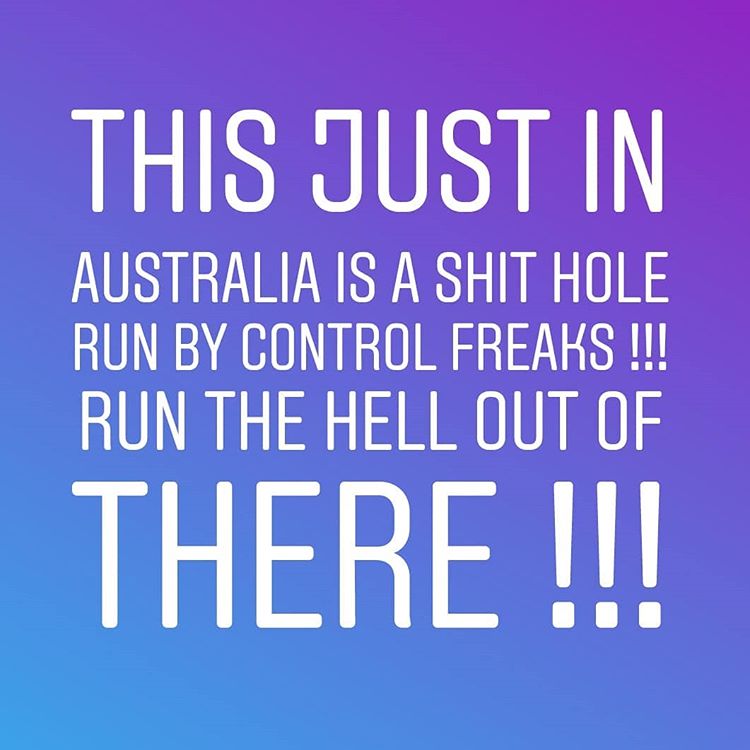 THIS JUST IN
AUSTRALIA IS A SHIT HOLE
RUN BY CONTROL FREAKS !!!
RUN THE HELL OUT OF
THERE !!!